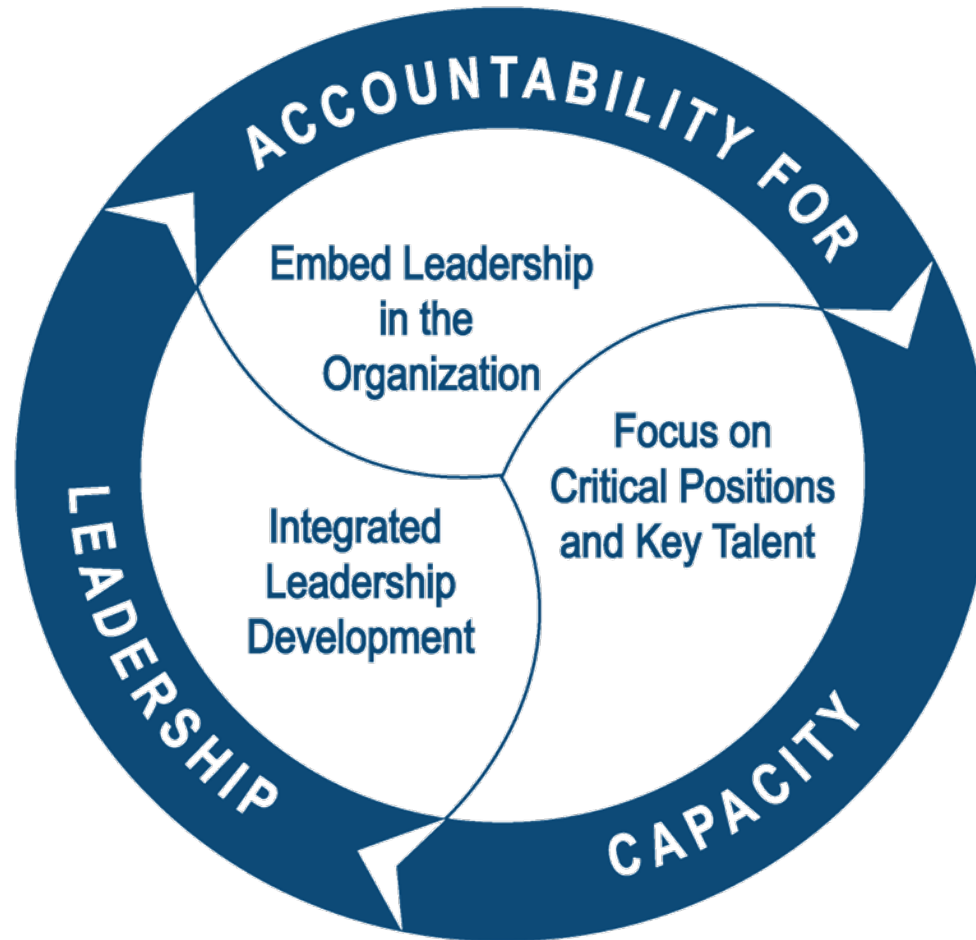 ACCOUNTABILITY FOR
LEADERSHIP
CAPACITY
Embed Leadership
in the
Organization
Focus on
Critical Positions
and Key Talent
Integrated
Leadership
Development